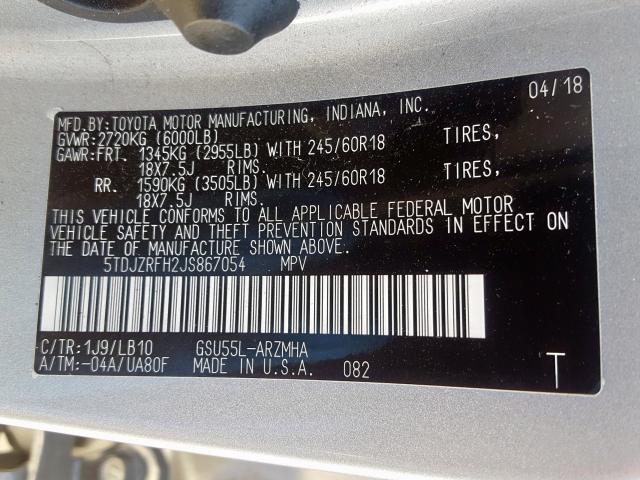 04/18
MFD.BY:TOYOTA MOTOR MANUFACTURING, INDIANA, INC.
GVWR:2720KG (6000LB)
GAWR:FRT. 1345KG (2955LB) WITH 245/60R18 TIRES,
18X7.5J RIMS.
RR. 1590KG (3505LB) WITH 245/60R18 TIRES,
18X7.5J RIMS.
THIS VEHICLE CONFORMS TO ALL APPLICABLE FEDERAL MOTOR
VEHICLE SAFETY AND THEFT PREVENTION STANDARDS IN EFFECT ON
THE DATE OF MANUFACTURE SHOWN ABOVE.
5TDJZRFH2JS867054 MPV
C/TR:1J9/LB10 GSU55L-ARZMHA
A/TM:-04A/UA80F MADE IN U.S.A. 082 T